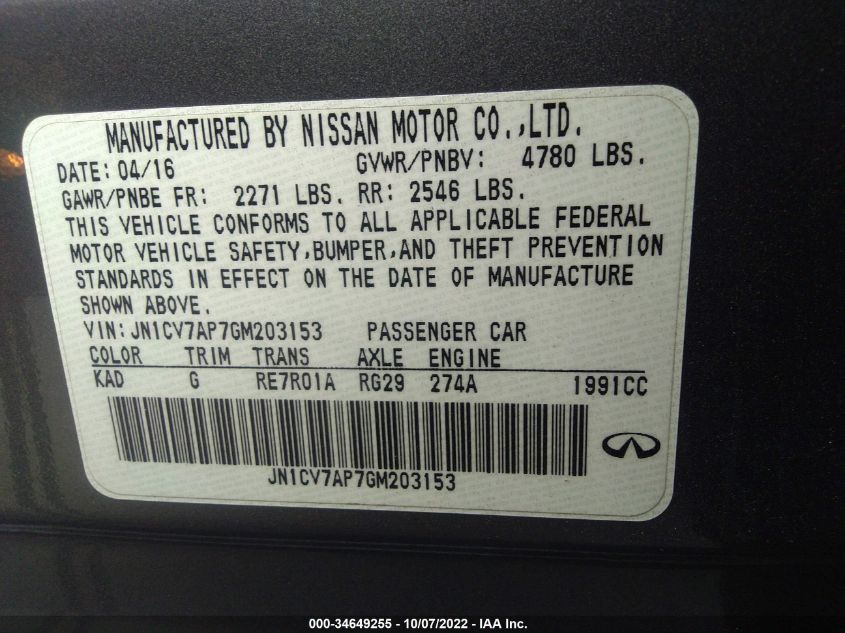 MANUFACTURED BY NISSAN MOTOR CO.,LTD.
DATE: 04/16 GVWR/PNBV: 4780 LBS.
GAWR/PNBE FR: 2271 LBS. RR: 2546 LBS.
THIS VEHICLE CONFORMS TO ALL APPLICABLE FEDERAL
MOTOR VEHICLE SAFETY,BUMPER,AND THEFT PREVENTION
STANDARDS IN EFFECT ON THE DATE OF MANUFACTURE
SHOWN ABOVE.
VIN:JN1CV7AP7GM203153 PASSENGER CAR
COLOR TRIM TRANS AXLE ENGINE
KAD G RE7R01A RG29 274A 1991CC
JN1CV7AP7GM203153
000-34649255 - 10/07/2022 - IAA Inc.